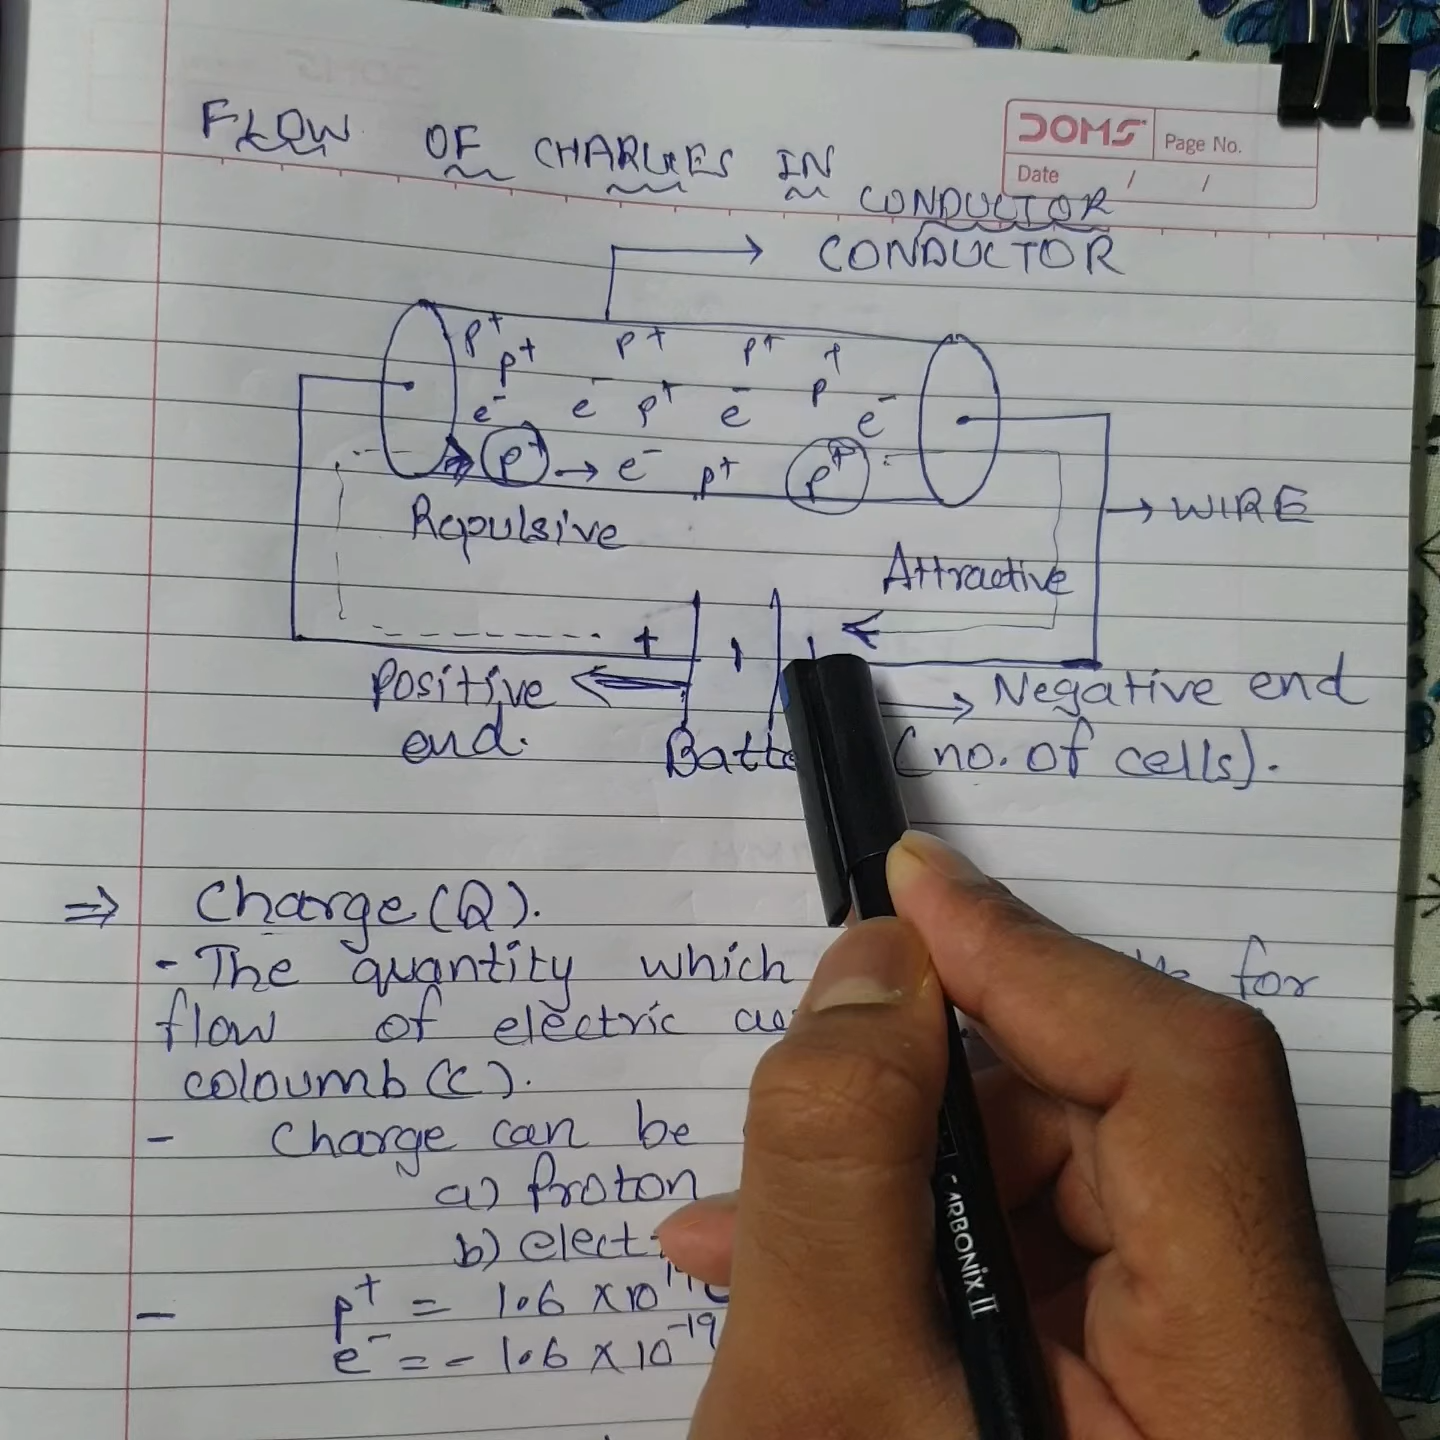 FLOW OF CHARGES IN
CONDUCTOR
DOMS Page No.
Date / /
CONDUCTOR
p+ p+ p+ p+ p+
e- e- p+ e- e-
p+ → e- p+ p+
Repulsive
→ WIRE
Attractive
+
Positive
end.
Negative end
(no. of cells).
⇒ Charge (Q).
- The quantity which for
flow of electric
coloumb (C).
- Charge can be
a) Proton
b)
- p+ = 1.6 × 10
e- = - 1.6 × 10-19
CARBONIX II